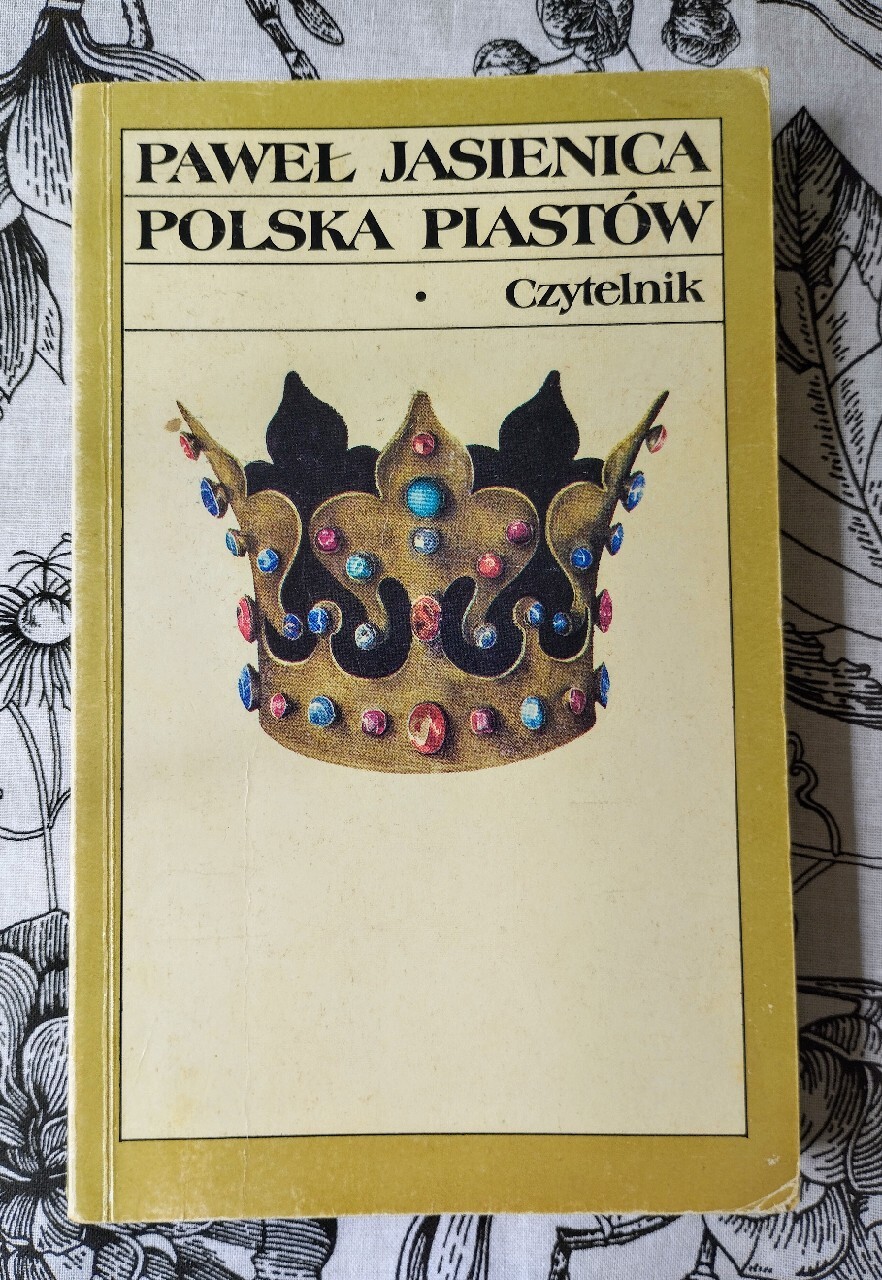 PAWEŁ JASIENICA
POLSKA PIASTÓW
• Czytelnik